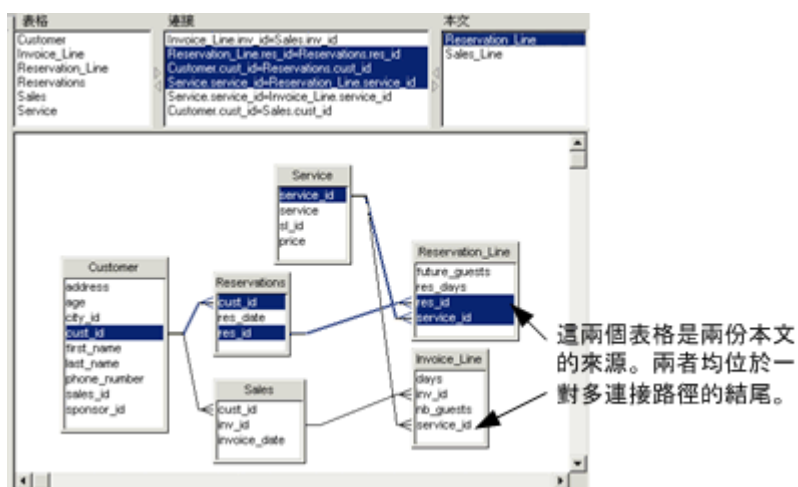 表格
Customer
Invoice_Line
Reservation_Line
Reservations
Sales
Service
連接
Invoice_Line.inv_id=Sales.inv_id
Reservation_Line.res_id=Reservations.res_id
Customer.cust_id=Reservations.cust_id
Service.service_id=Reservation_Line.service_id
Service.service_id=Invoice_Line.service_id
Customer.cust_id=Sales.cust_id
本次
Reservation_Line
Sales_Line
Service
service_id
service
sl_id
price
Customer
address
age
city_id
cust_id
first_name
last_name
phone_number
sales_id
sponsor_id
Reservations
cust_id
res_date
res_id
Sales
cust_id
inv_id
invoice_date
Reservation_Line
future_guests
res_days
res_id
service_id
Invoice_Line
days
inv_id
nb_guests
service_id
這兩個表格是兩份本文
的來源。兩者均位於一
對多連接路徑的結尾。